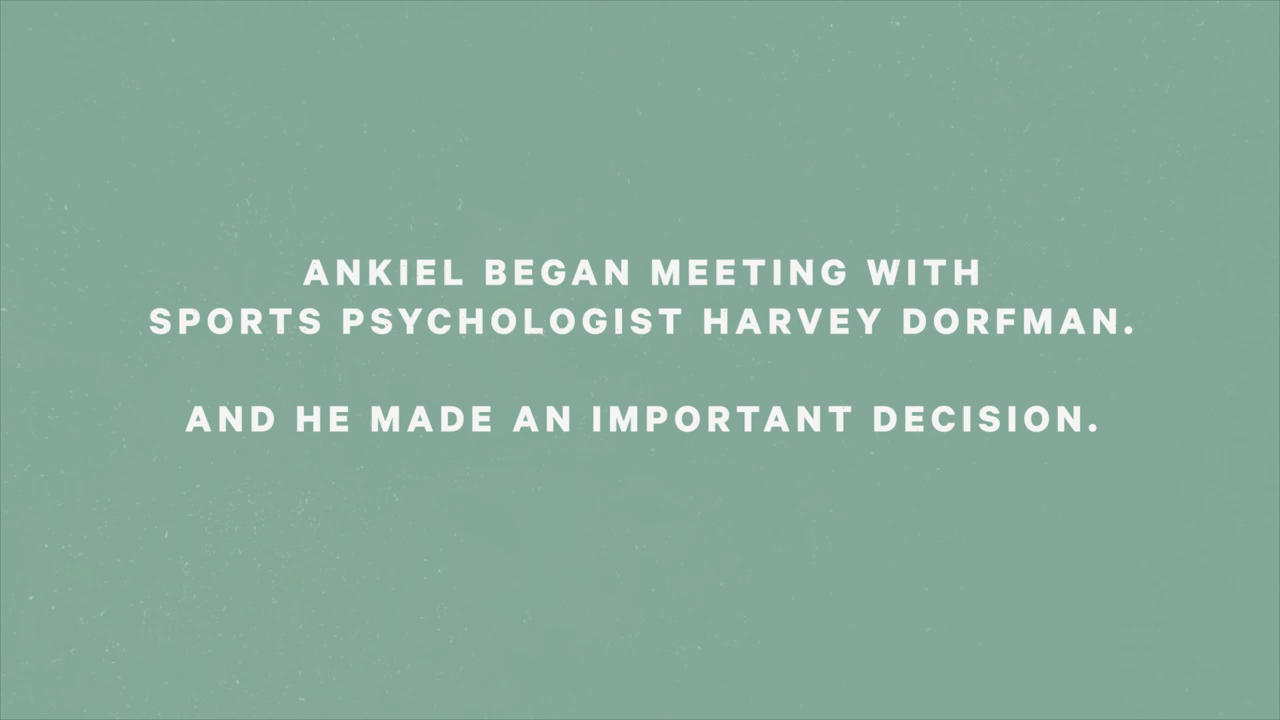 ANKIEL BEGAN MEETING WITH
SPORTS PSYCHOLOGIST HARVEY DORFMAN.
AND HE MADE AN IMPORTANT DECISION.